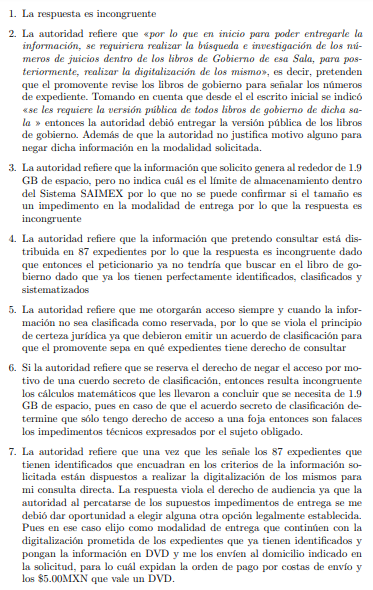 1. La respuesta es incongruente
2. La autoridad refiere que «por lo que en inicio para poder entregarle la
información, se requiriera realizar la búsqueda e investigación de los nú-
meros de juicios dentro de los libros de Gobierno de esa Sala, para pos-
teriormente, realizar la digitalización de los mismo», es decir, pretenden
que el promovente revise los libros de gobierno para señalar los números
de expediente. Tomando en cuenta que desde el el escrito inicial se indicó
«se les requiere la versión pública de todos libros de gobierno de dicha sa-
la » entonces la autoridad debió entregar la versión pública de los libros
de gobierno. Además de que la autoridad no justifica motivo alguno para
negar dicha información en la modalidad solicitada.
3. La autoridad refiere que la información que solicito genera al rededor de 1.9
GB de espacio, pero no indica cuál es el límite de almacenamiento dentro
del Sistema SAIMEX por lo que no se puede confirmar si el tamaño es
un impedimento en la modalidad de entrega por lo que la respuesta es
incongruente
4. La autoridad refiere que la información que pretendo consultar está dis-
tribuida en 87 expedientes por lo que la respuesta es incongruente dado
que entonces el peticionario ya no tendría que buscar en el libro de go-
bierno dado que ya los tienen perfectamente identificados, clasificados y
sistematizados
5. La autoridad refiere que me otorgarán acceso siempre y cuando la infor-
mación no sea clasificada como reservada, por lo que se viola el principio
de certeza jurídica ya que debieron emitir un acuerdo de clasificación para
que el promovente sepa en qué expedientes tiene derecho de consultar
6. Si la autoridad refiere que se reserva el derecho de negar el acceso por mo-
tivo de una cuerdo secreto de clasificación, entonces resulta incongruente
los cálculos matemáticos que les llevaron a concluir que se necesita de 1.9
GB de espacio, pues en caso de que el acuerdo secreto de clasificación de-
termine que sólo tengo derecho de acceso a una foja entonces son falaces
los impedimentos técnicos expresados por el sujeto obligado.
7. La autoridad refiere que una vez que les señale los 87 expedientes que
tienen identificados que encuadran en los criterios de la información so-
licitada están dispuestos a realizar la digitalización de los mismos para
mi consulta directa. La respuesta viola el derecho de audiencia ya que la
autoridad al percatarse de los supuestos impedimentos de entrega se me
debió dar oportunidad a elegir alguna otra opción legalmente establecida.
Pues en ese caso elijo como modalidad de entrega que continúen con la
digitalización prometida de los expedientes que ya tienen identificados y
pongan la información en DVD y me los envíen al domicilio indicado en
la solicitud, para lo cuál expidan la orden de pago por costas de envío y
los $5.00MXN que vale un DVD.